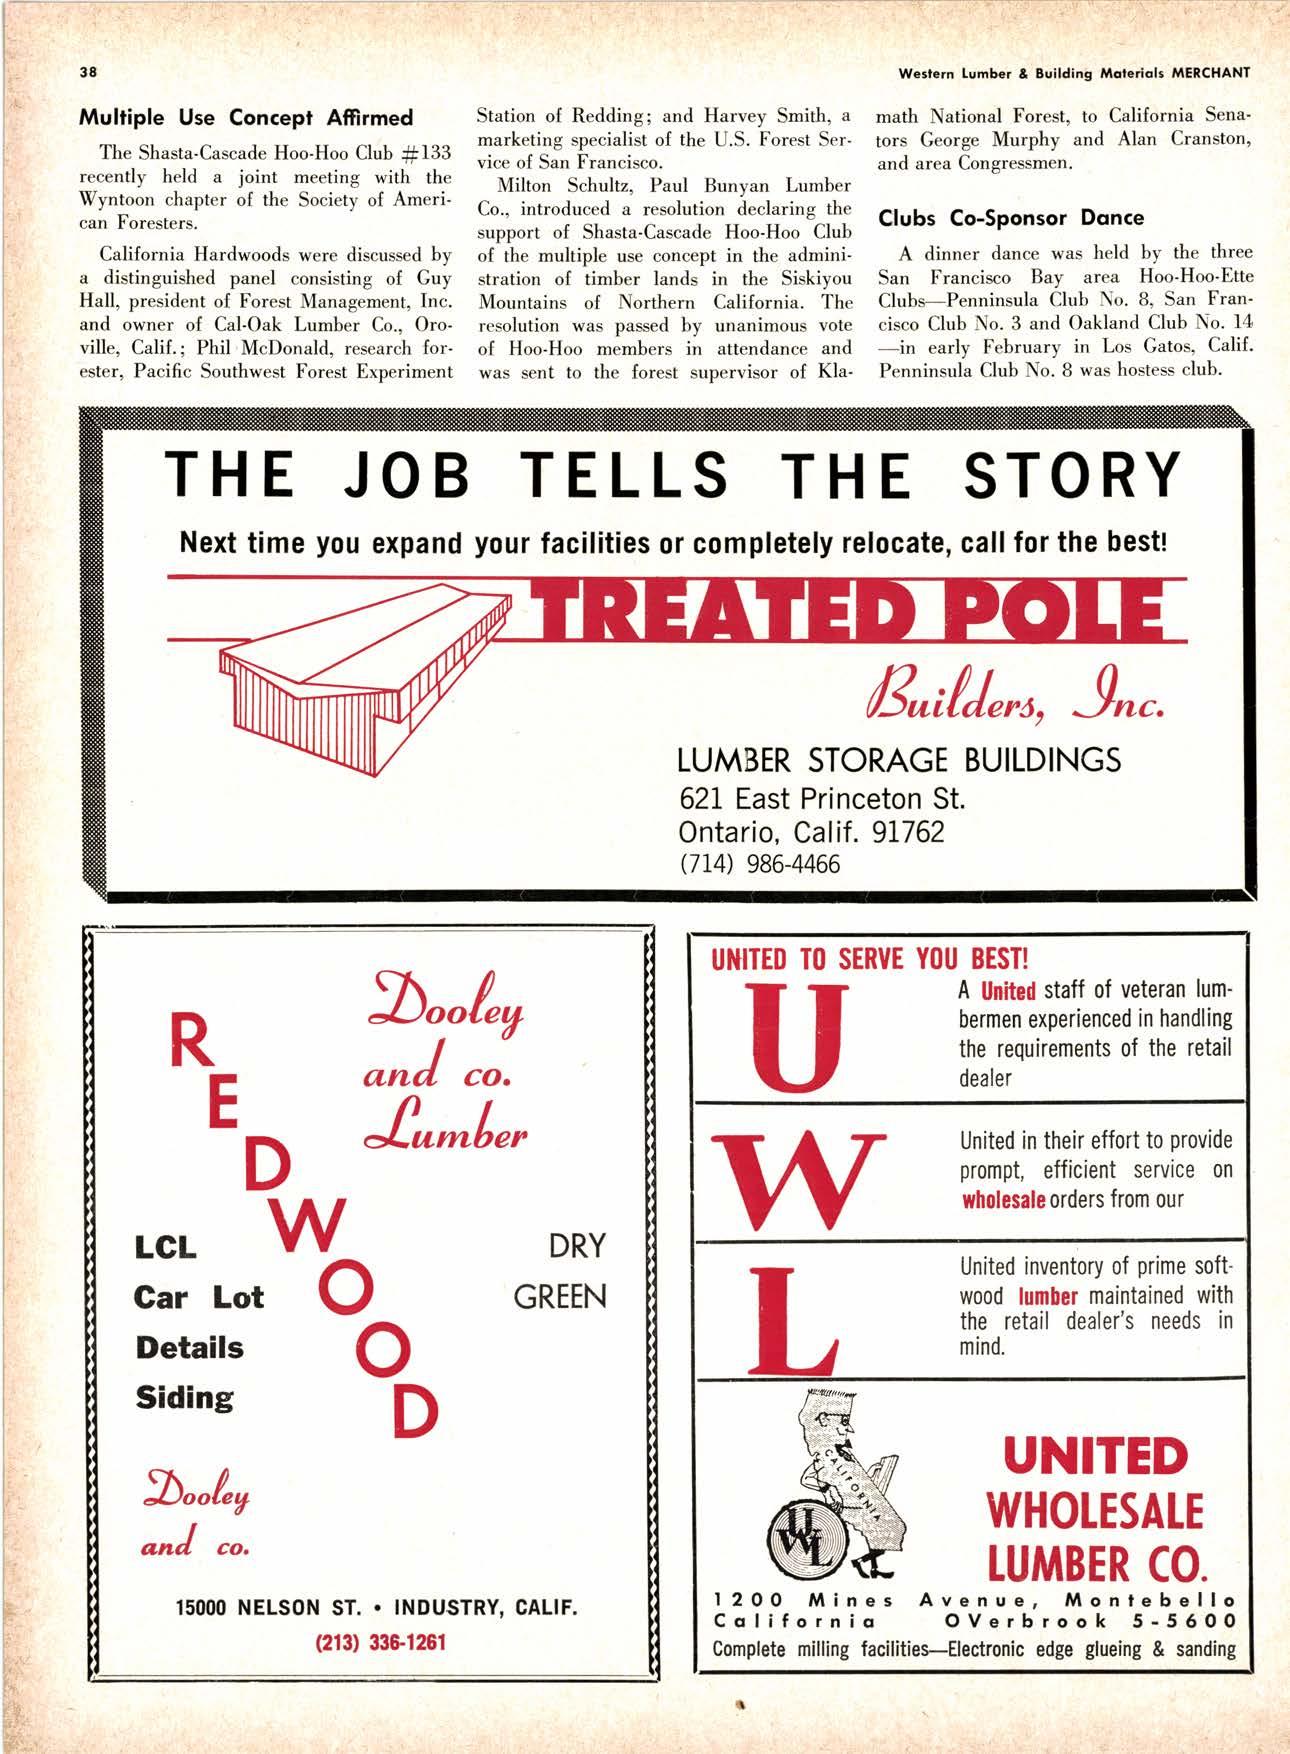 38
Western Lumber & Building Materials MERCHANT
Multiple Use Concept Affirmed
The Shasta-Cascade Hoo-Hoo Club #133
recently held a joint meeting with the
Wyntoon chapter of the Society of Ameri-
can Foresters.
California Hardwoods were discussed by
a distinguished panel consisting of Guy
Hall, president of Forest Management, Inc.
and owner of Cal-Oak Lumber Co., Oro-
ville, Calif.; Phil McDonald, research for-
ester, Pacific Southwest Forest Experiment
Station of Redding; and Harvey Smith, a
marketing specialist of the U.S. Forest Ser-
vice of San Francisco.
Milton Schultz, Paul Bunyan Lumber
Co., introduced a resolution declaring the
support of Shasta-Cascade Hoo-Hoo Club
of the multiple use concept in the admini-
stration of timber lands in the Siskiyou
Mountains of Northern California. The
resolution was passed by unanimous vote
of Hoo-Hoo members in attendance and
was sent to the forest supervisor of Kla-
math National Forest, to California Sena-
tors George Murphy and Alan Cranston,
and area Congressmen.
Clubs Co-Sponsor Dance
A dinner dance was held by the three
San Francisco Bay area Hoo-Hoo-Ette
Clubs—Penninsula Club No. 8, San Fran-
cisco Club No. 3 and Oakland Club No. 14
—in early February in Los Gatos, Calif.
Penninsula Club No. 8 was hostess club.
THE JOB TELLS THE STORY
Next time you expand your facilities or completely relocate, call for the best!
TREATED POLE
Builders, Inc.
LUMBER STORAGE BUILDINGS
621 East Princeton St.
Ontario, Calif. 91762
(714) 986-4466
REDWOOD
Dooley
and co.
Lumber
LCL
Car Lot
Details
Siding
DRY
GREEN
Dooley
and co.
15000 NELSON ST. • INDUSTRY, CALIF.
(213) 336-1261
UNITED TO SERVE YOU BEST!
U
A United staff of veteran lum-
bermen experienced in handling
the requirements of the retail
dealer
W
United in their effort to provide
prompt, efficient service on
wholesale orders from our
L
United inventory of prime soft-
wood lumber maintained with
the retail dealer's needs in
mind.
CALIFORNIA
UWL
UNITED
WHOLESALE
LUMBER CO.
1200 Mines Avenue, Montebello
California OVerbrook 5-5600
Complete milling facilities—Electronic edge glueing & sanding